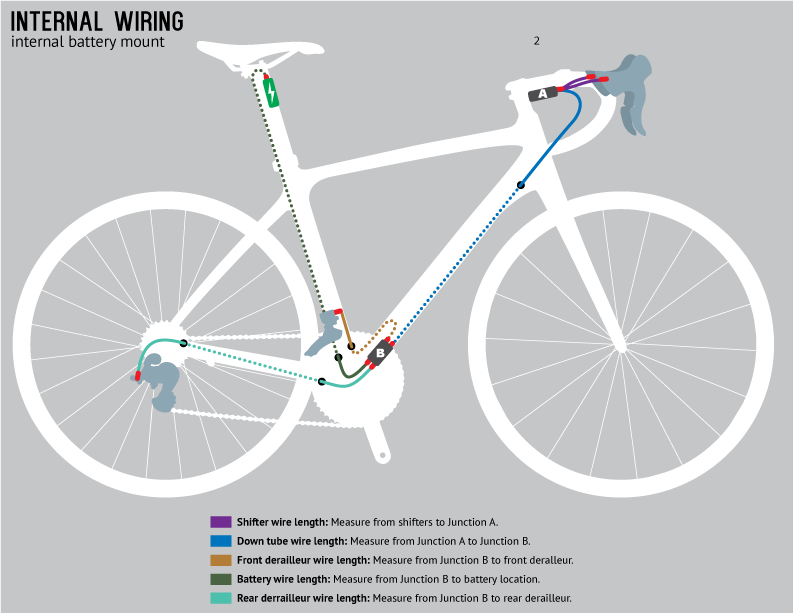 INTERNAL WIRING
internal battery mount
2
A
B
Shifter wire length: Measure from shifters to Junction A.
Down tube wire length: Measure from Junction A to Junction B.
Front derailleur wire length: Measure from Junction B to front deralleur.
Battery wire length: Measure from Junction B to battery location.
Rear derrailleur wire length: Measure from Junction B to rear derailleur.